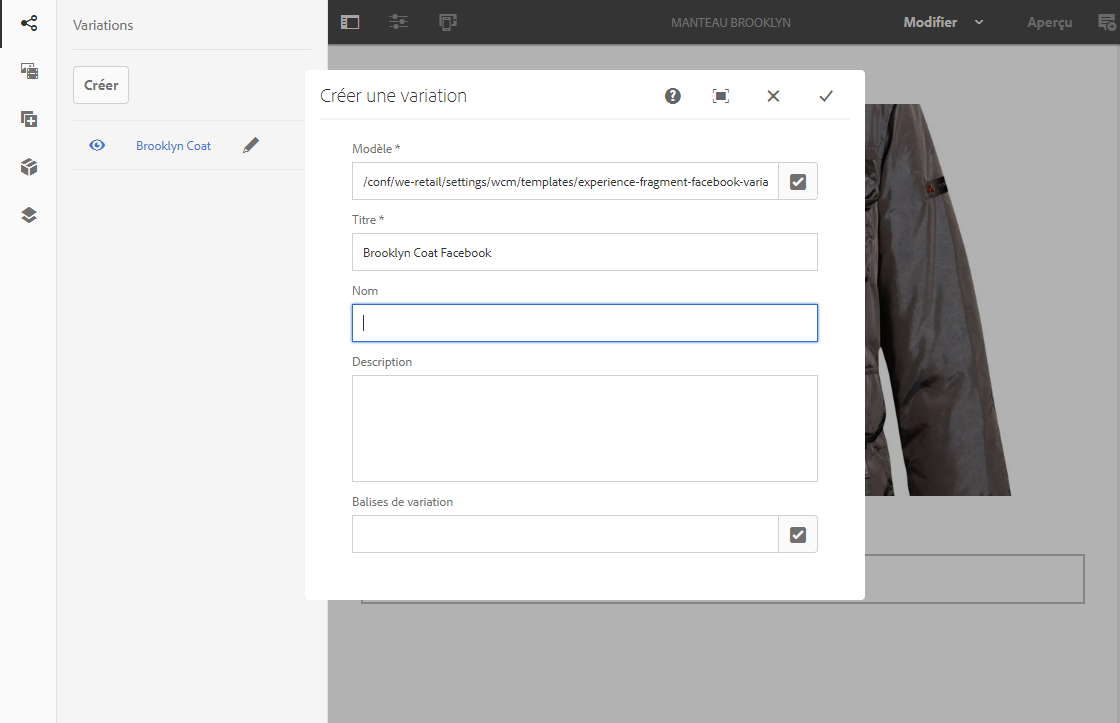 Variations
MANTEAU BROOKLYN
Modifier
Aperçu
Créer
Brooklyn Coat
Créer une variation
Modèle *
/conf/we-retail/settings/wcm/templates/experience-fragment-facebook-varia
Titre *
Brooklyn Coat Facebook
Nom
Description
Balises de variation